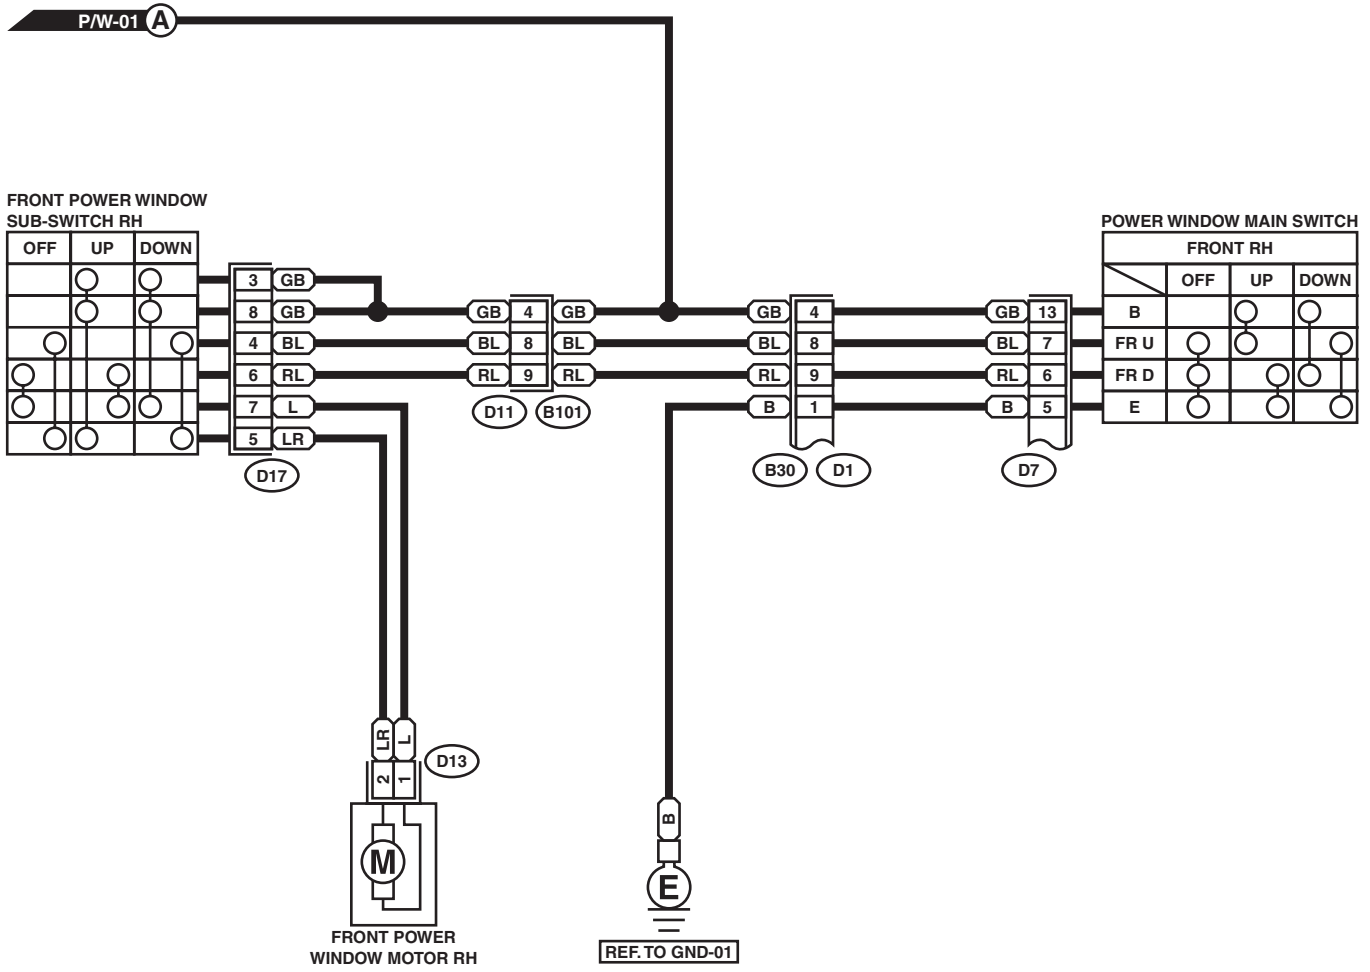 P/W-01 A
FRONT POWER WINDOW
SUB-SWITCH RH
OFF UP DOWN
POWER WINDOW MAIN SWITCH
FRONT RH
OFF UP DOWN
3 GB
8 GB GB 4 GB GB 4 GB 13 B
4 BL BL 8 BL BL 8 BL 7 FR U
6 RL RL 9 RL RL 9 RL 6 FR D
7 L B 1 B 5 E
5 LR
D11 B101
D17
B30 D1
D7
LR L
2 1
D13
M
FRONT POWER
WINDOW MOTOR RH
B
E
REF. TO GND-01